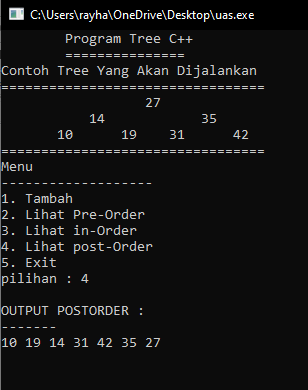 C:\Users\rayha\OneDrive\Desktop\uas.exe
Program Tree C++
===============
Contoh Tree Yang Akan Dijalankan
=================================
27
14 35
10 19 31 42
=================================
Menu
-------------------
1. Tambah
2. Lihat Pre-Order
3. Lihat in-Order
4. Lihat post-Order
5. Exit
pilihan : 4
OUTPUT POSTORDER :
-------
10 19 14 31 42 35 27